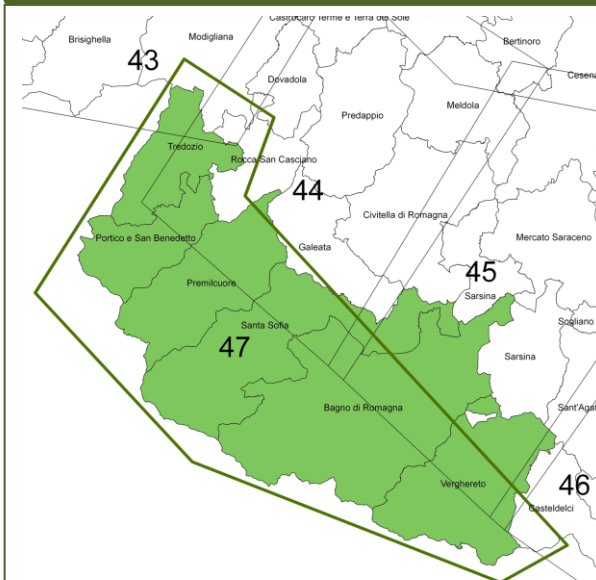 Castrocaro Terme e Terra del Sole
Brisighella
Modigliana
Bertinoro
43
Dovadola
Cesena
Predappio
Meldola
Tredozio
Rocca San Casciano
44
Civitella di Romagna
Portico e San Benedetto
Galeata
Mercato Saraceno
45
Premilcuore
Sarsina
Santa Sofia
Sogliano
47
Sarsina
Bagno di Romagna
Sant'Agat
Verghereto
46
Casteldelci